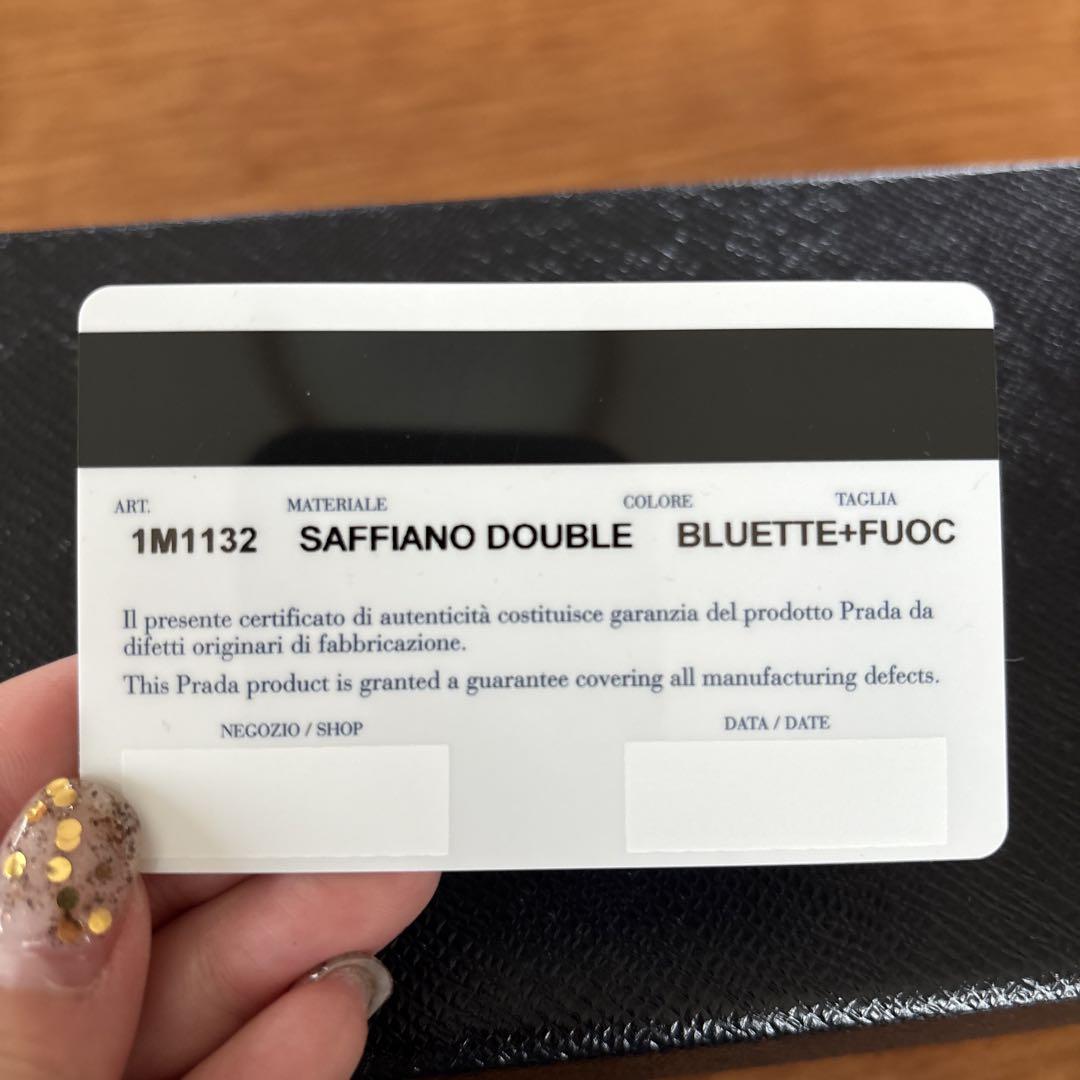 ART. MATERIALE COLORE TAGLIA
1M1132 SAFFIANO DOUBLE BLUETTE+FUOC
Il presente certificato di autenticità costituisce garanzia del prodotto Prada da
difetti originari di fabbricazione.
This Prada product is granted a guarantee covering all manufacturing defects.
NEGOZIO / SHOP DATA / DATE